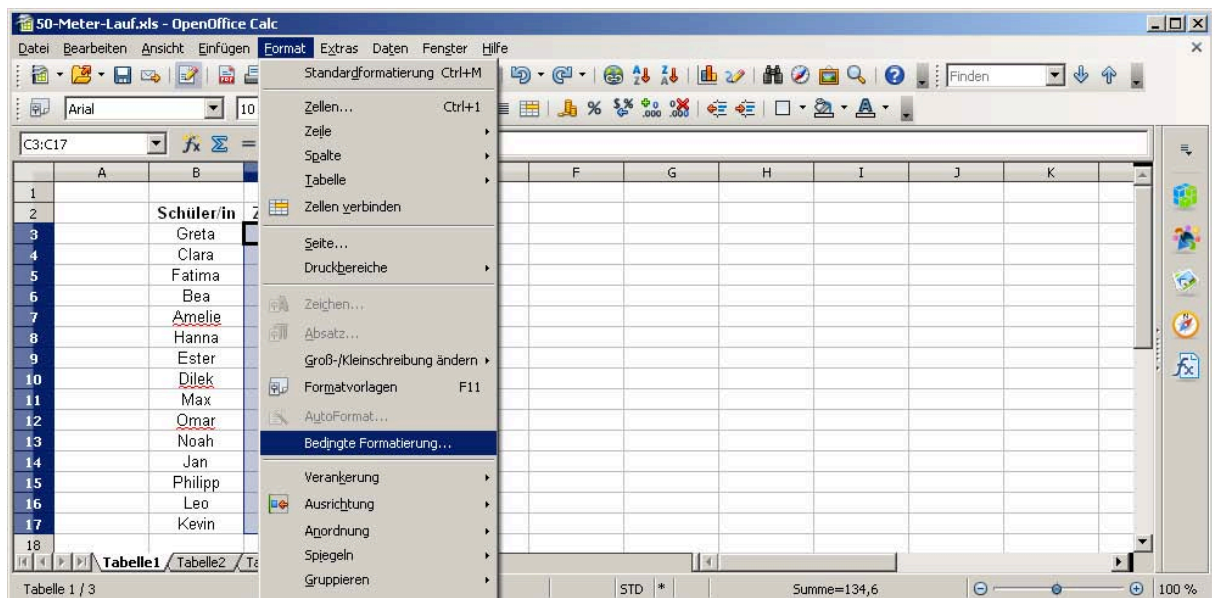 50-Meter-Lauf.xls - OpenOffice Calc
Datei Bearbeiten Ansicht Einfügen Format Extras Daten Fenster Hilfe
Standardformatierung Ctrl+M
Finden
Arial
10
Zellen... Ctrl+1
Zeile
C3:C17
Spalte
Tabelle
Zellen verbinden
Seite...
Druckbereiche
Zeichen...
Absatz...
Groß-/Kleinschreibung ändern
Formatvorlagen F11
AutoFormat...
Bedingte Formatierung...
Verankerung
Ausrichtung
Anordnung
Spiegeln
Gruppieren
A B F G H I J K
1
2 Schüler/in Z
3 Greta
4 Clara
5 Fatima
6 Bea
7 Amelie
8 Hanna
9 Ester
10 Dilek
11 Max
12 Omar
13 Noah
14 Jan
15 Philipp
16 Leo
17 Kevin
18
Tabelle1 Tabelle2 Ta
Tabelle 1 / 3 STD * Summe=134,6 100 %